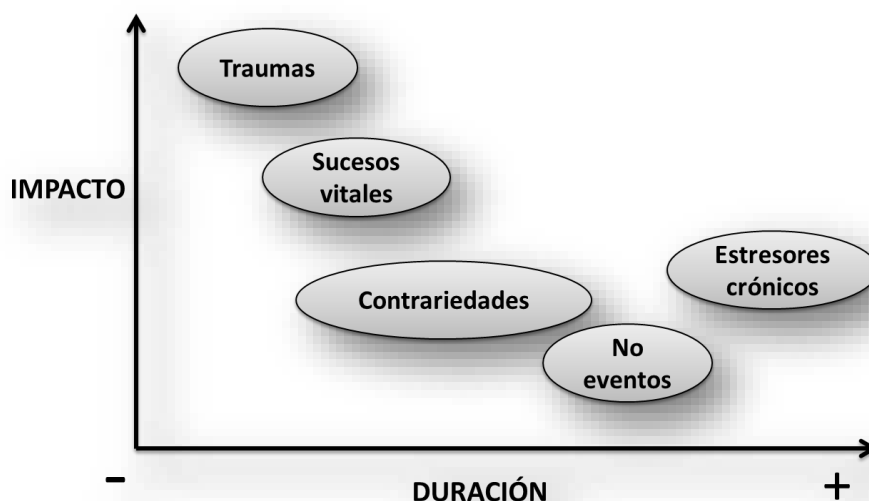 Traumas
Sucesos
vitales
IMPACTO
Estresores
crónicos
Contrariedades
No
eventos
–
DURACIÓN
+